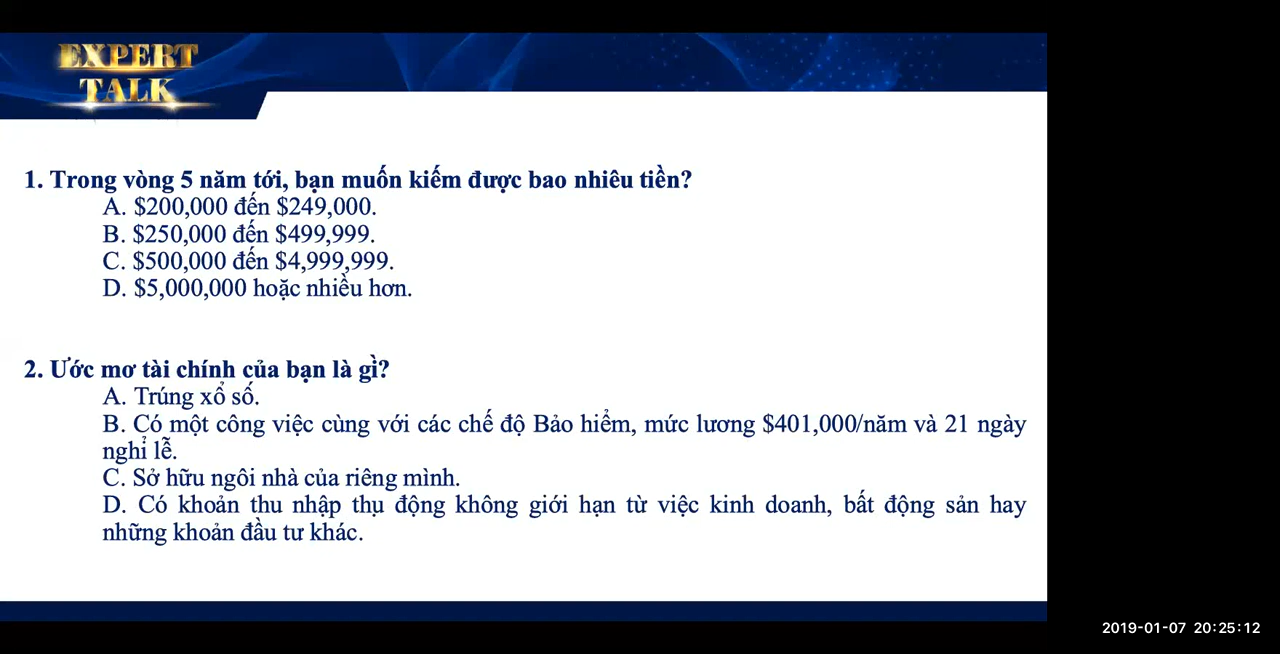 EXPERT
TALK
1. Trong vòng 5 năm tới, bạn muốn kiếm được bao nhiêu tiền?
A. $200,000 đến $249,000.
B. $250,000 đến $499,999.
C. $500,000 đến $4,999,999.
D. $5,000,000 hoặc nhiều hơn.
2. Ước mơ tài chính của bạn là gì?
A. Trúng xổ số.
B. Có một công việc cùng với các chế độ Bảo hiểm, mức lương $401,000/năm và 21 ngày
nghỉ lễ.
C. Sở hữu ngôi nhà của riêng mình.
D. Có khoản thu nhập thụ động không giới hạn từ việc kinh doanh, bất động sản hay
những khoản đầu tư khác.
2019-01-07 20:25:12